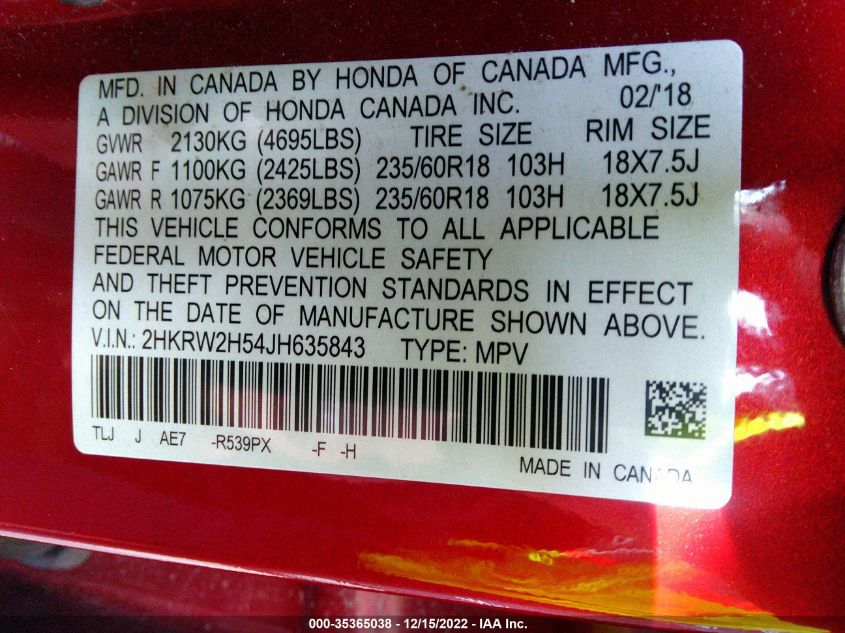 MFD. IN CANADA BY HONDA OF CANADA MFG.,
A DIVISION OF HONDA CANADA INC. 02/'18
GVWR 2130KG (4695LBS) TIRE SIZE RIM SIZE
GAWR F 1100KG (2425LBS) 235/60R18 103H 18X7.5J
GAWR R 1075KG (2369LBS) 235/60R18 103H 18X7.5J
THIS VEHICLE CONFORMS TO ALL APPLICABLE
FEDERAL MOTOR VEHICLE SAFETY
AND THEFT PREVENTION STANDARDS IN EFFECT
ON THE DATE OF MANUFACTURE SHOWN ABOVE.
V.I.N.: 2HKRW2H54JH635843 TYPE: MPV
TLJ J AE7 -R539PX -F -H
MADE IN CANADA
000-35365038 - 12/15/2022 - IAA Inc.